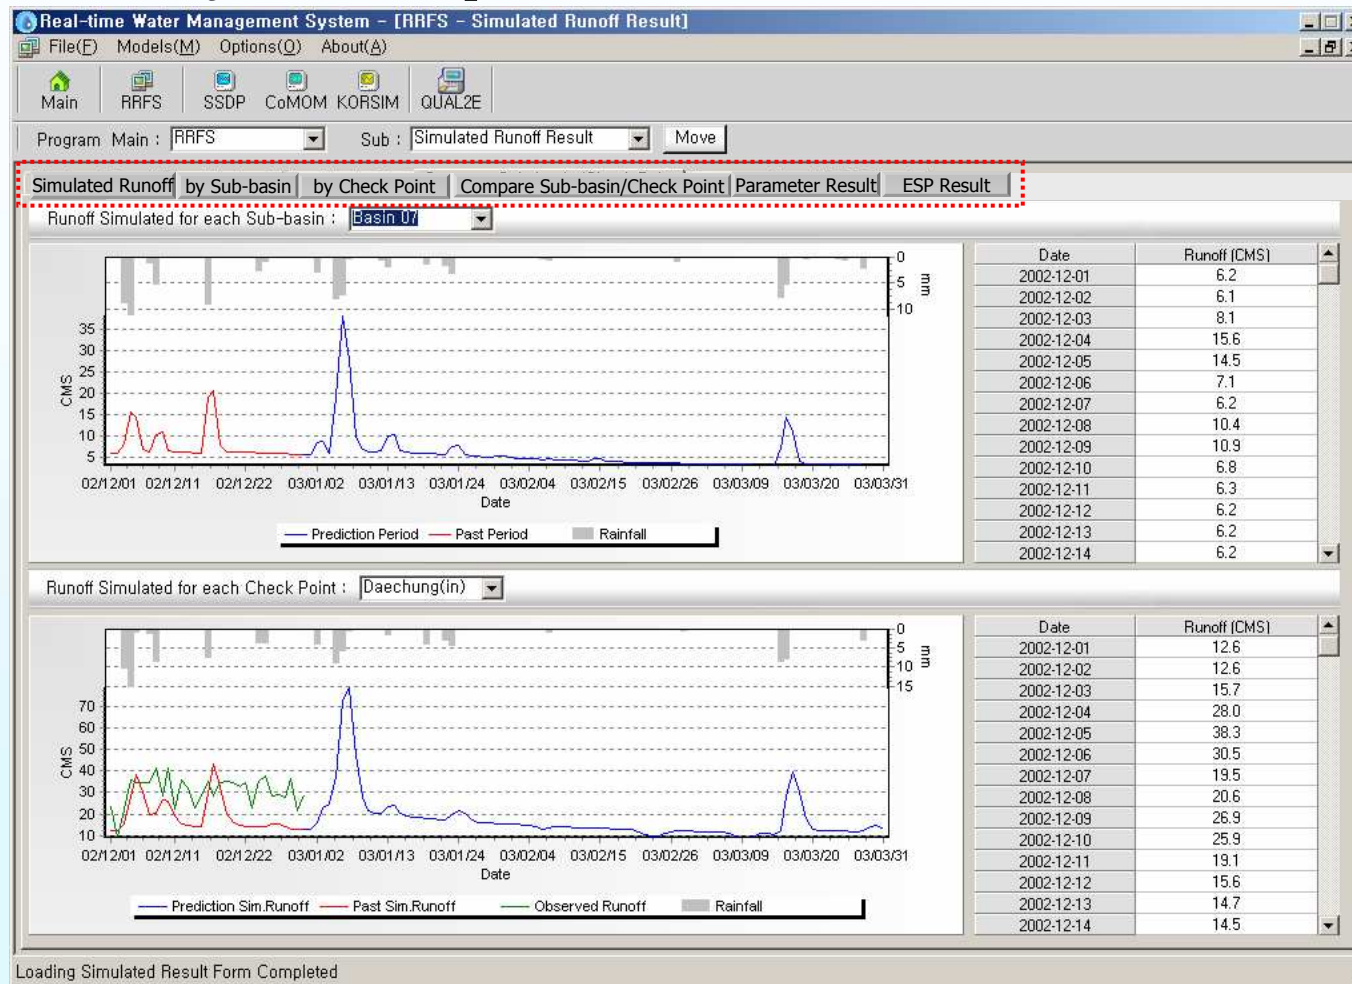 Real-time Water Management System - [RRFS - Simulated Runoff Result]
File(F) Models(M) Options(O) About(A)
Main RRFS SSDP CoMOM KORSIM QUAL2E
Program Main : RRFS Sub : Simulated Runoff Result Move
Simulated Runoff by Sub-basin by Check Point Compare Sub-basin/Check Point Parameter Result ESP Result
Runoff Simulated for each Sub-basin : Basin 07
0
5
10
mm
35
30
25
20
15
10
5
CMS
02/12/01 02/12/11 02/12/22 03/01/02 03/01/13 03/01/24 03/02/04 03/02/15 03/02/26 03/03/09 03/03/20 03/03/31
Date
Prediction Period Past Period Rainfall
Date Runoff (CMS)
2002-12-01 6.2
2002-12-02 6.1
2002-12-03 8.1
2002-12-04 15.6
2002-12-05 14.5
2002-12-06 7.1
2002-12-07 6.2
2002-12-08 10.4
2002-12-09 10.9
2002-12-10 6.8
2002-12-11 6.3
2002-12-12 6.2
2002-12-13 6.2
2002-12-14 6.2
Runoff Simulated for each Check Point : Daechung(in)
0
5
10
15
mm
70
60
50
40
30
20
10
CMS
02/12/01 02/12/11 02/12/22 03/01/02 03/01/13 03/01/24 03/02/04 03/02/15 03/02/26 03/03/09 03/03/20 03/03/31
Date
Prediction Sim.Runoff Past Sim.Runoff Observed Runoff Rainfall
Date Runoff (CMS)
2002-12-01 12.6
2002-12-02 12.6
2002-12-03 15.7
2002-12-04 28.0
2002-12-05 38.3
2002-12-06 30.5
2002-12-07 19.5
2002-12-08 20.6
2002-12-09 26.9
2002-12-10 25.9
2002-12-11 19.1
2002-12-12 15.6
2002-12-13 14.7
2002-12-14 14.5
Loading Simulated Result Form Completed